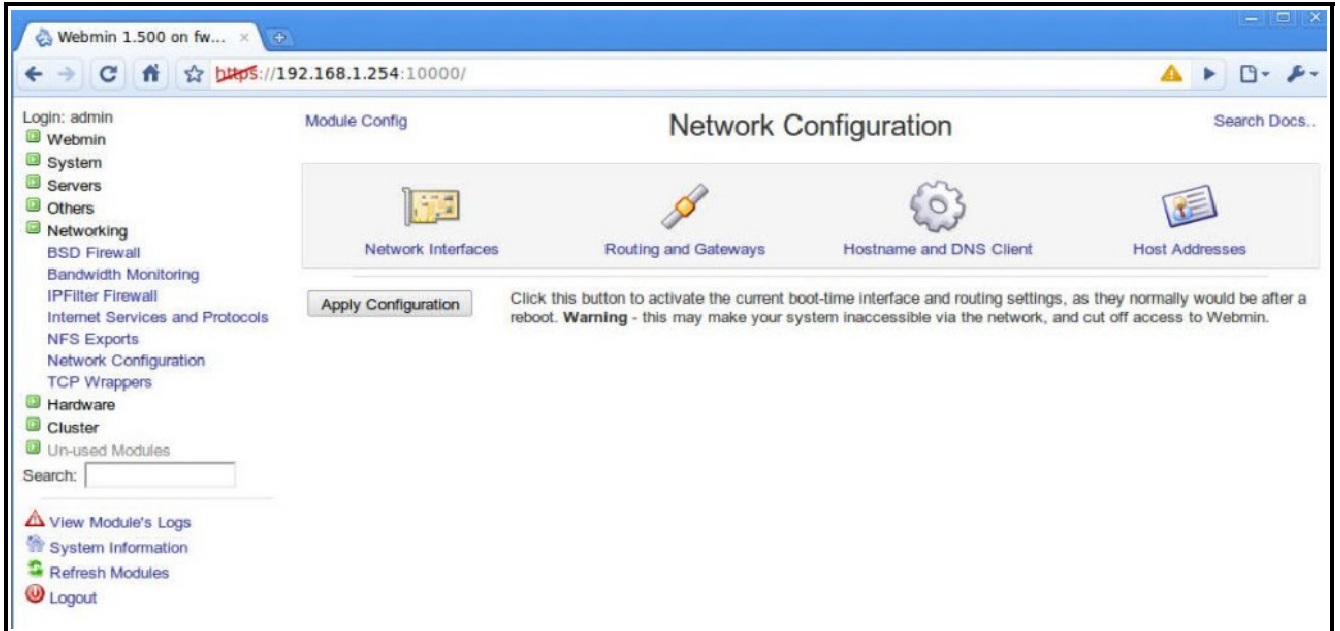 Webmin 1.500 on fw...
https://192.168.1.254:10000/
Login: admin
Webmin
System
Servers
Others
Networking
BSD Firewall
Bandwidth Monitoring
IPFilter Firewall
Internet Services and Protocols
NFS Exports
Network Configuration
TCP Wrappers
Hardware
Cluster
Un-used Modules
Search:
View Module's Logs
System Information
Refresh Modules
Logout
Module Config
Network Configuration
Search Docs..
Network Interfaces
Routing and Gateways
Hostname and DNS Client
Host Addresses
Apply Configuration
Click this button to activate the current boot-time interface and routing settings, as they normally would be after a
reboot. Warning - this may make your system inaccessible via the network, and cut off access to Webmin.